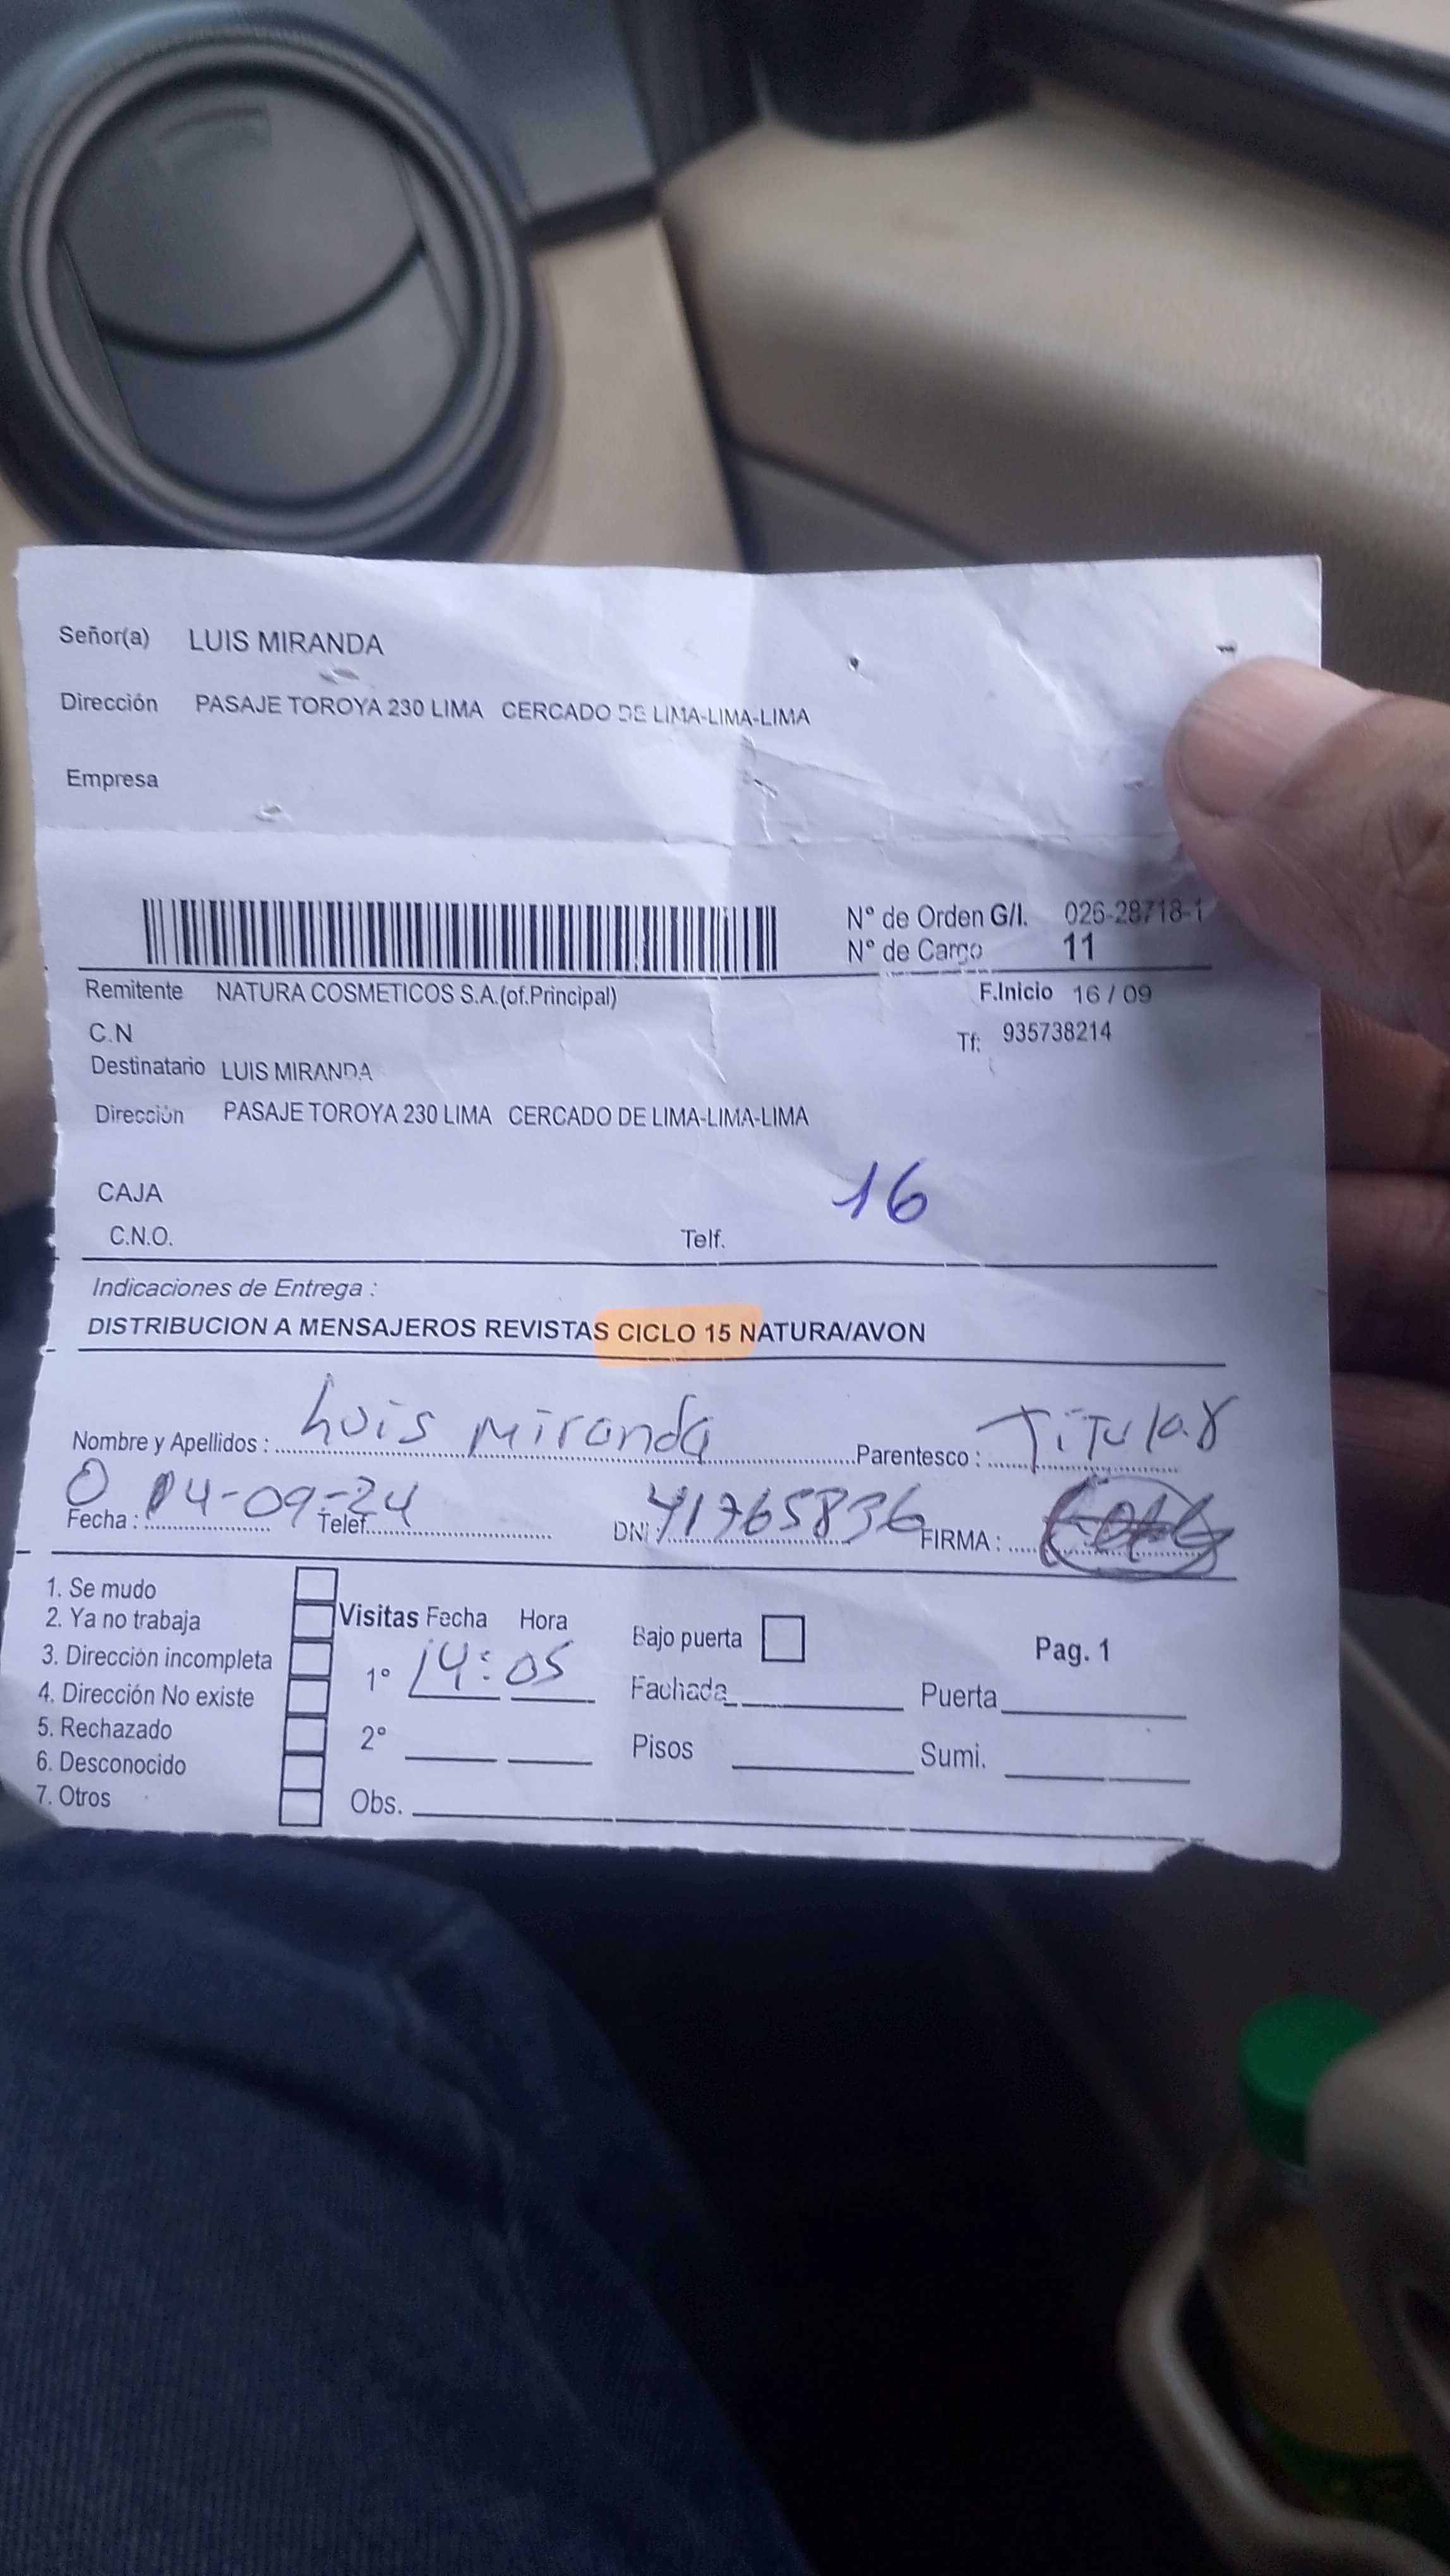 Señor(a) LUIS MIRANDA
Dirección PASAJE TOROYA 230 LIMA CERCADO DE LIMA-LIMA-LIMA
Empresa
N° de Orden G/I. 026-28718-1
N° de Cargo 11
Remitente NATURA COSMETICOS S.A.(of.Principal) F.Inicio 16 / 09
C.N Tf: 935738214
Destinatario LUIS MIRANDA
Dirección PASAJE TOROYA 230 LIMA CERCADO DE LIMA-LIMA-LIMA
16
CAJA
C.N.O. Telf.
Indicaciones de Entrega :
DISTRIBUCION A MENSAJEROS REVISTAS CICLO 15 NATURA/AVON
Nombre y Apellidos : Luis Miranda Parentesco : Titular
Fecha : 04-09-24 Telef. DNI : 41765836 FIRMA :
1. Se mudo
2. Ya no trabaja Visitas Fecha Hora Bajo puerta Pag. 1
3. Dirección incompleta 1° 14:05
4. Dirección No existe Fachada Puerta
5. Rechazado 2° Pisos Sumi.
6. Desconocido
7. Otros Obs.